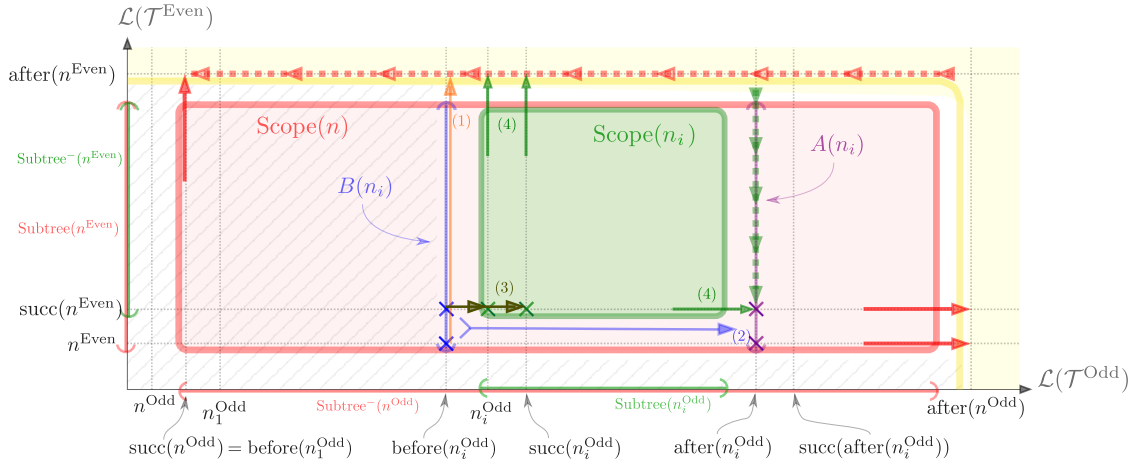 ℒ(𝒯^Even)
after(n^Even)
(1)
(4)
Scope(n)
Scope(n_i)
A(n_i)
Subtree⁻(n^Even)
B(n_i)
Subtree(n^Even)
(3)
(4)
succ(n^Even)
(2)
n^Even
ℒ(𝒯^Odd)
n^Odd
n_1^Odd
Subtree⁻(n^Odd)
n_i^Odd
Subtree(n_i^Odd)
after(n^Odd)
succ(n^Odd) = before(n_1^Odd)
before(n_i^Odd)
succ(n_i^Odd)
after(n_i^Odd)
succ(after(n_i^Odd))